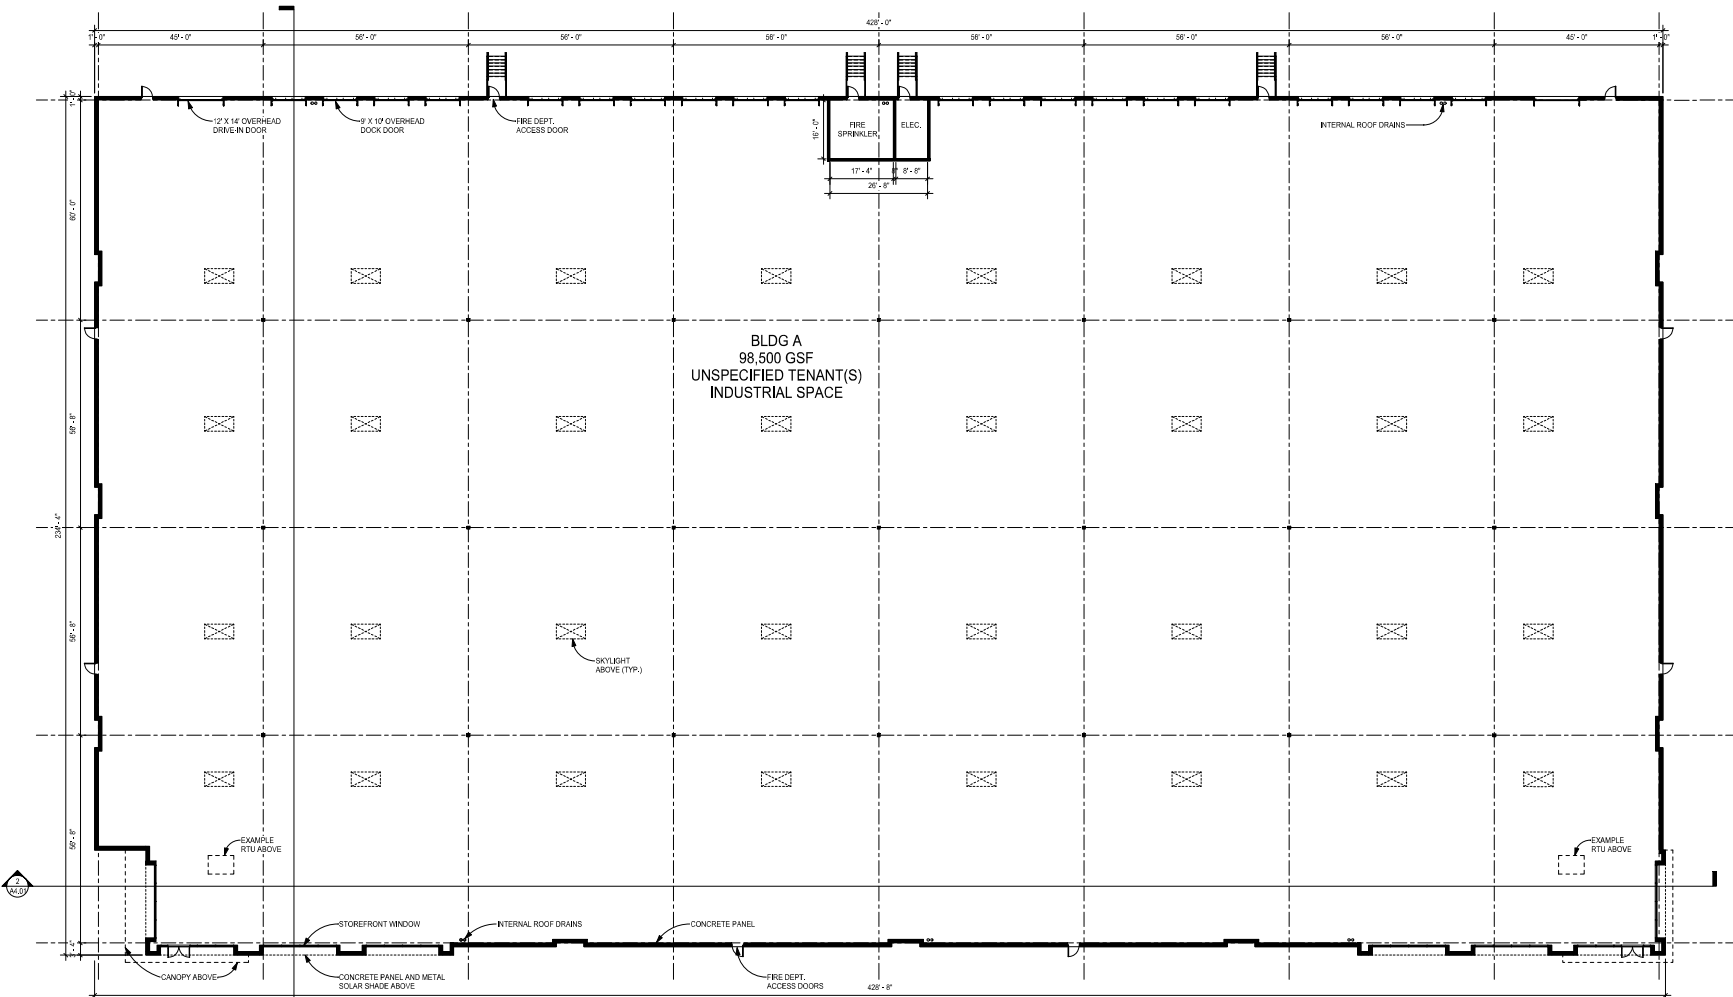 428' - 0"
1' - 0"
45' - 0"
56' - 0"
56' - 0"
56' - 0"
56' - 0"
56' - 0"
56' - 0"
45' - 0"
1' - 0"
12' X 14' OVERHEAD
DRIVE-IN DOOR
9' X 10' OVERHEAD
DOCK DOOR
FIRE DEPT.
ACCESS DOOR
16' - 0"
FIRE
SPRINKLER
ELEC.
INTERNAL ROOF DRAINS
17' - 4"
8"
8' - 8"
26' - 8"
60' - 0"
BLDG A
98,500 GSF
UNSPECIFIED TENANT(S)
INDUSTRIAL SPACE
56' - 8"
234' - 4"
56' - 8"
SKYLIGHT
ABOVE (TYP.)
56' - 8"
EXAMPLE
RTU ABOVE
EXAMPLE
RTU ABOVE
2
A4.01
STOREFRONT WINDOW
INTERNAL ROOF DRAINS
CONCRETE PANEL
3' - 4"
CANOPY ABOVE
CONCRETE PANEL AND METAL
SOLAR SHADE ABOVE
FIRE DEPT.
ACCESS DOORS
428' - 8"